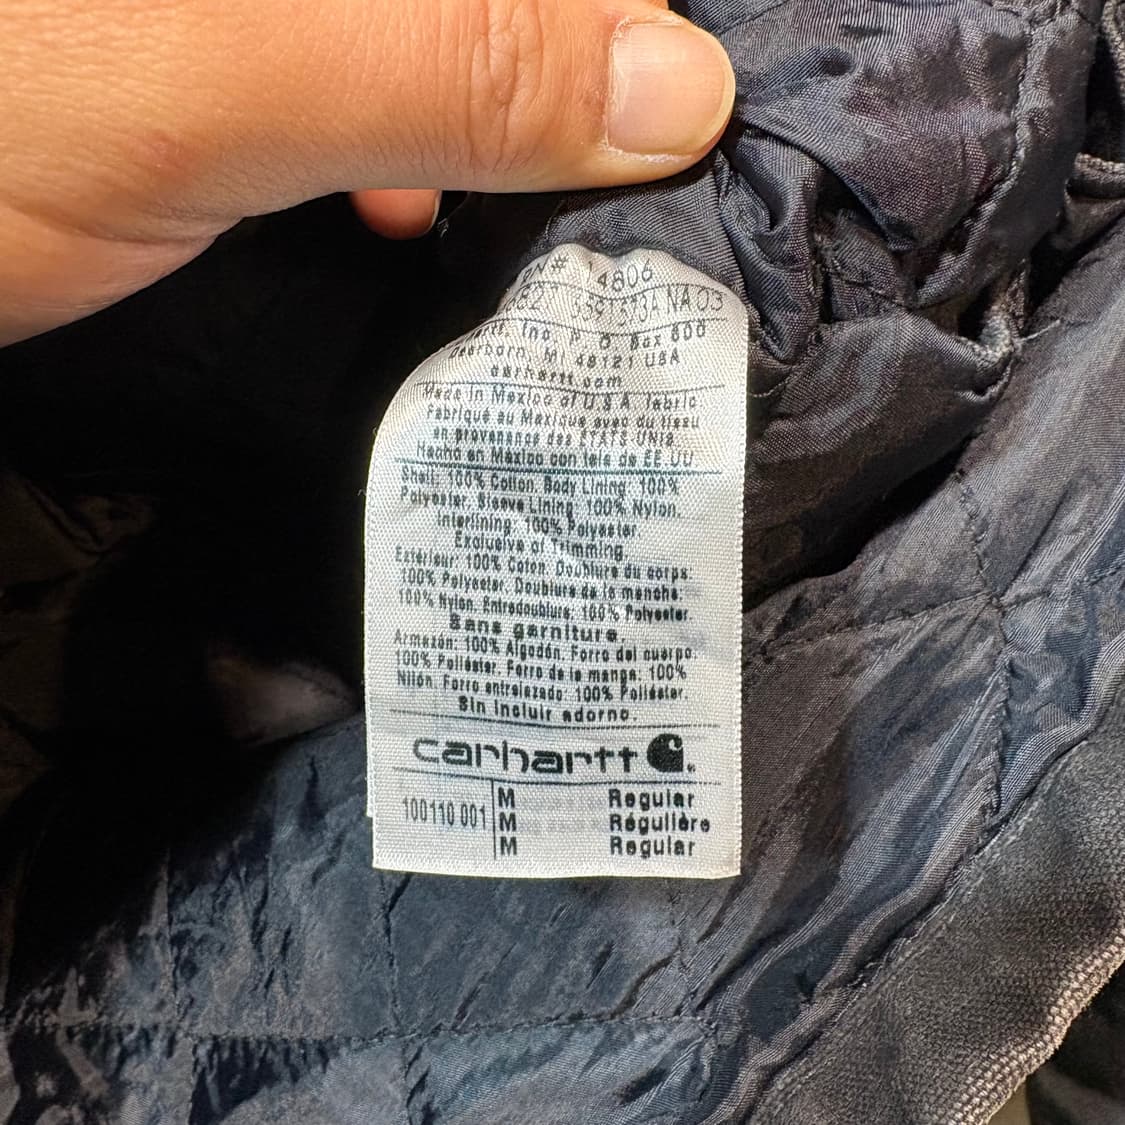 RN# 14806
Inc. P. O. Box 600
Dearborn, MI 48121 USA
carhartt.com
Made in Mexico of U S A fabric
Fabriqué au Mexique avec du tissu
en provenance des ÉTATS-UNIS
Hecho en Mexico con tela de EE.UU
Shell: 100% Cotton. Body Lining: 100%
Polyester. Sleeve Lining: 100% Nylon.
Interlining: 100% Polyester
Exclusive of Trimming.
Extérieur: 100% Coton. Doublure du corps:
100% Polyester. Doublure de la manche:
100% Nylon. Entredoublure: 100% Polyester.
Sans garniture.
Armazón: 100% Algodón. Forro del cuerpo:
100% Poliéster. Forro de la manga: 100%
Nilón. Forro entrelazado: 100% Poliéster.
Sin incluir adorno.
carhartt
100110 001
M Regular
M Régulière
M Regular